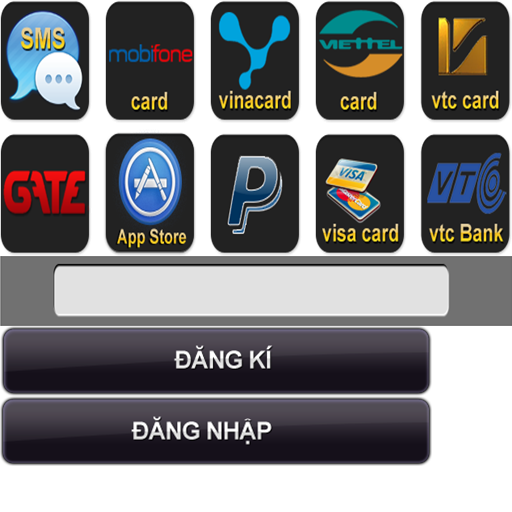 SMS
mobifone
card
vinacard
VIETTEL
card
vtc card
GATE
App Store
P
VISA
visa card
VTC
vtc Bank
ĐĂNG KÍ
ĐĂNG NHẬP